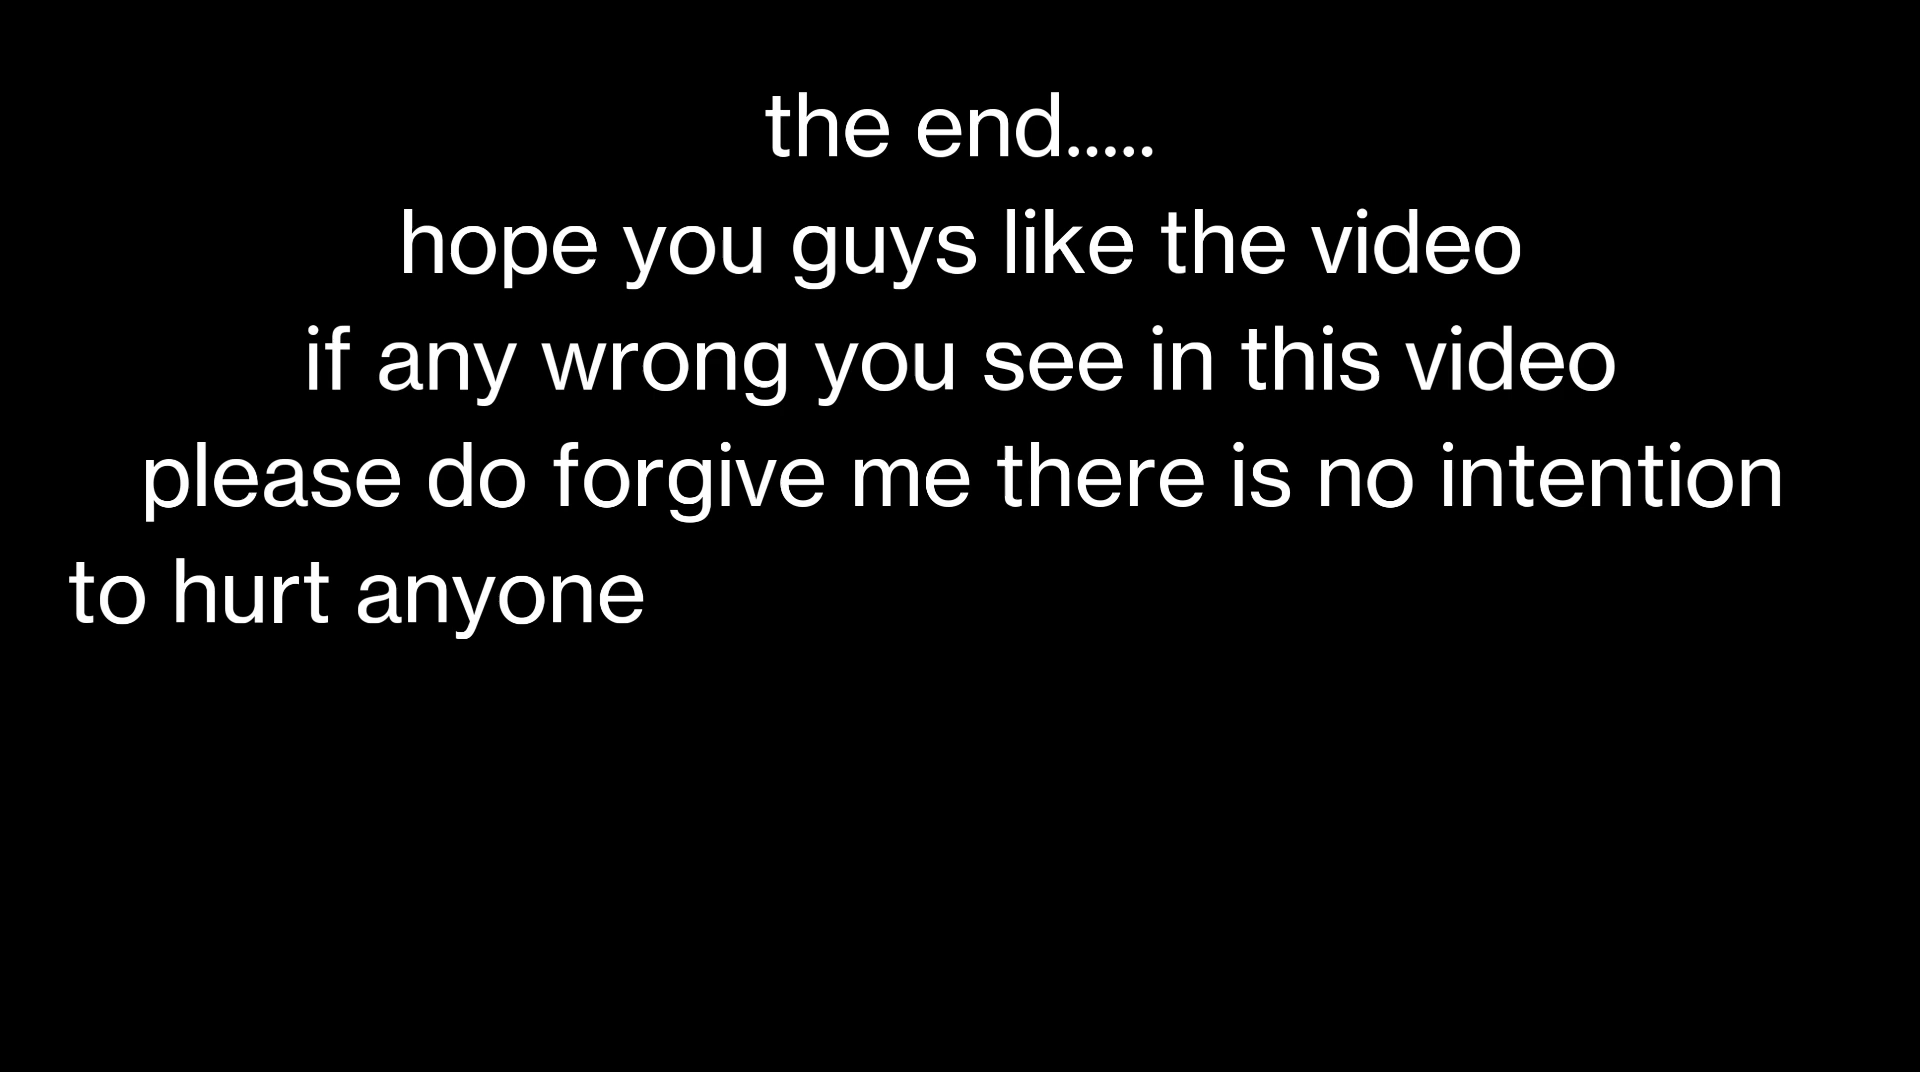 the end.....
hope you guys like the video
if any wrong you see in this video
please do forgive me there is no intention
to hurt anyone